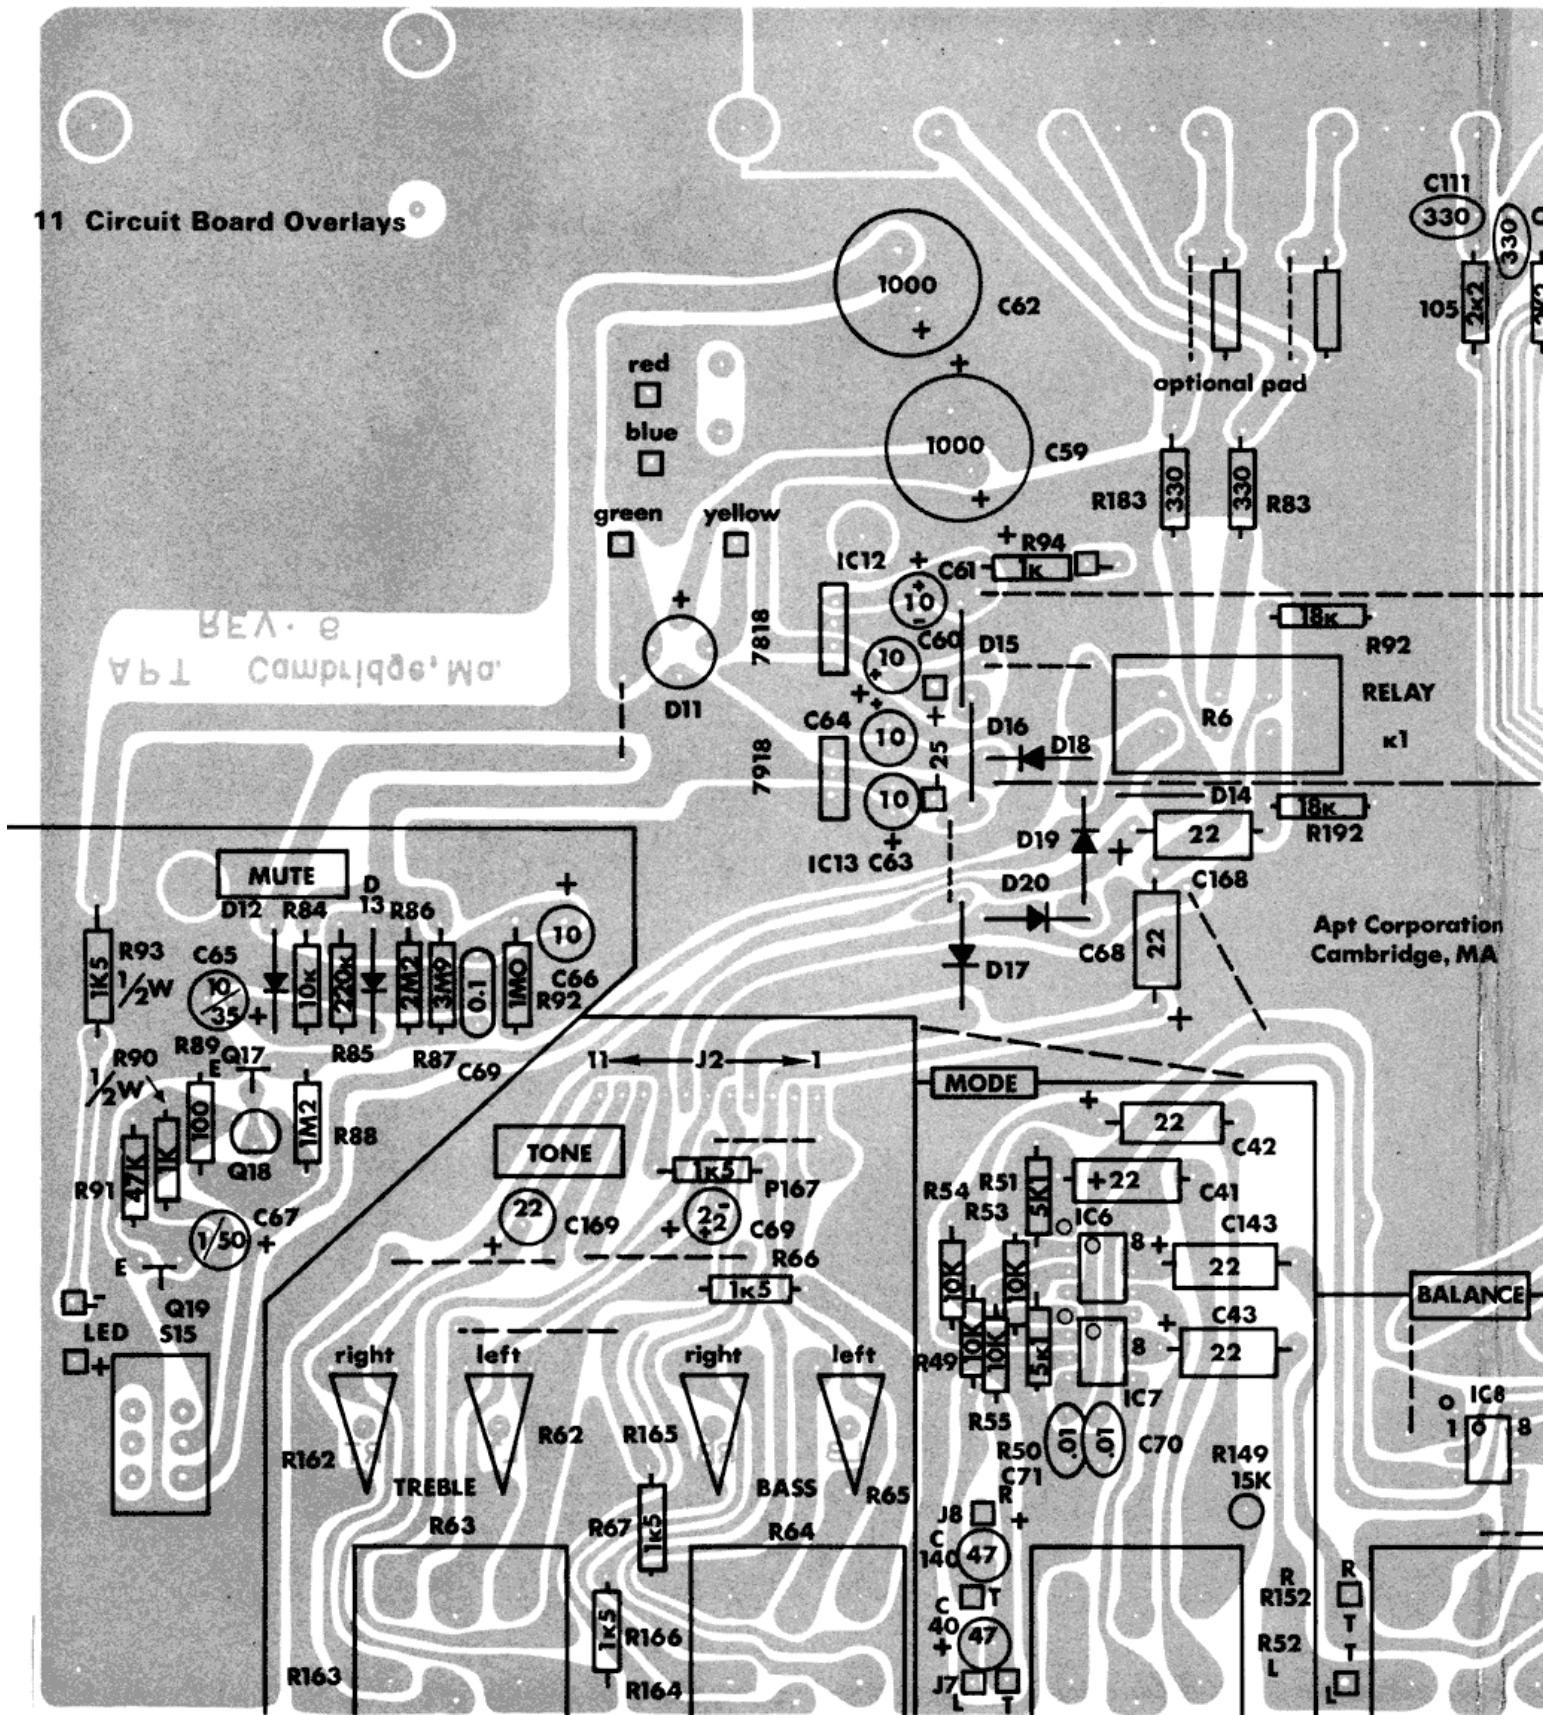 11 Circuit Board Overlays
C111
330
330
C
105
2K2
2K2
1000
C62
+
red
blue
+
1000
C59
+
optional pad
R183
330
330
R83
green
yellow
IC12
+
C61
+
R94
1K
+
10
-
7818
C60
D15
10
+
18K
R92
REV. 6
APT Cambridge, Ma.
+
D11
RELAY
R6
K1
C64
+
+
10
+
25
-
D16
D18
7918
10
+
IC13
C63
D14
18K
R192
D19
+
22
C168
D20
D17
C68
22
+
Apt Corporation
Cambridge, MA
MUTE
D12
R84
D
13
R86
+
10
C66
R93
1/2W
1K5
C65
10
/35
+
10K
220K
2M2
3M9
0.1
1M0
R92
R89
R85
R87
C69
R90
1/2W
E
Q17
11
J2
1
MODE
100
1M2
R88
Q18
R91
47K
1K
TONE
1K5
P167
+
22
C42
R54
R51
R53
5K1
+22
C41
C67
1/50
+
22
C169
+
+
22
-
+
C69
IC6
C143
8
+
22
E
Q19
R66
1K5
10K
10K
-
LED
+
S15
BALANCE
C43
+
22
R49
10K
10K
5K1
8
IC7
R55
right
left
right
left
R162
R62
R165
R50
.01
.01
C70
C71
R149
15K
IC8
1
8
TREBLE
R63
BASS
R65
R67
1K5
R64
J8
R
+
C
140
47
T
C
40
+
47
J7
L
T
R
R152
R
T
R52
L
T
L
1K5
R166
R163
R164